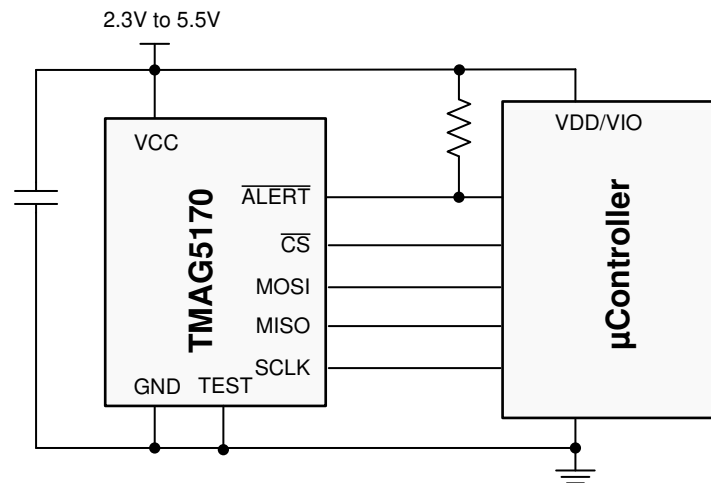 2.3V to 5.5V
VCC
VDD/VIO
TMAG5170
ALERT
CS
MOSI
MISO
SCLK
GND TEST
µController